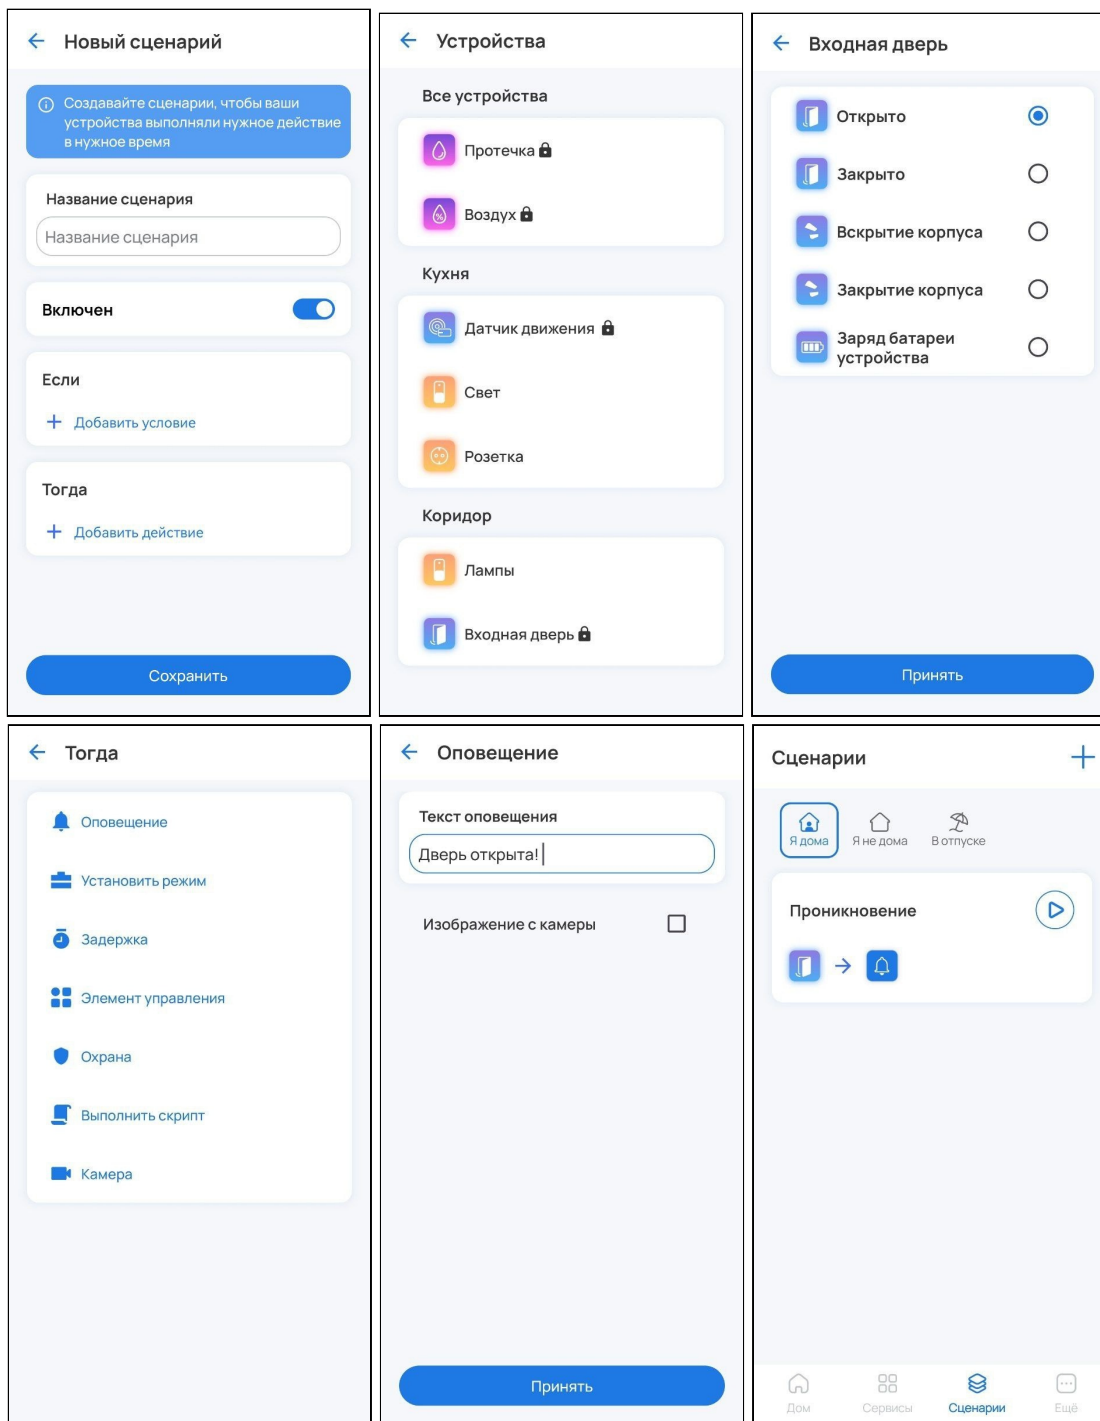 Новый сценарий
Создавайте сценарии, чтобы ваши
устройства выполняли нужное действие
в нужное время
Название сценария
Название сценария
Включен
Если
+ Добавить условие
Тогда
+ Добавить действие
Сохранить
Устройства
Все устройства
Протечка
Воздух
Кухня
Датчик движения
Свет
Розетка
Коридор
Лампы
Входная дверь
Входная дверь
Открыто
Закрыто
Вскрытие корпуса
Закрытие корпуса
Заряд батареи
устройства
Принять
Тогда
Оповещение
Установить режим
Задержка
Элемент управления
Охрана
Выполнить скрипт
Камера
Оповещение
Текст оповещения
Дверь открыта!
Изображение с камеры
Принять
Сценарии
Я дома
Я не дома
В отпуске
Проникновение
Дом
Сервисы
Сценарии
Ещё